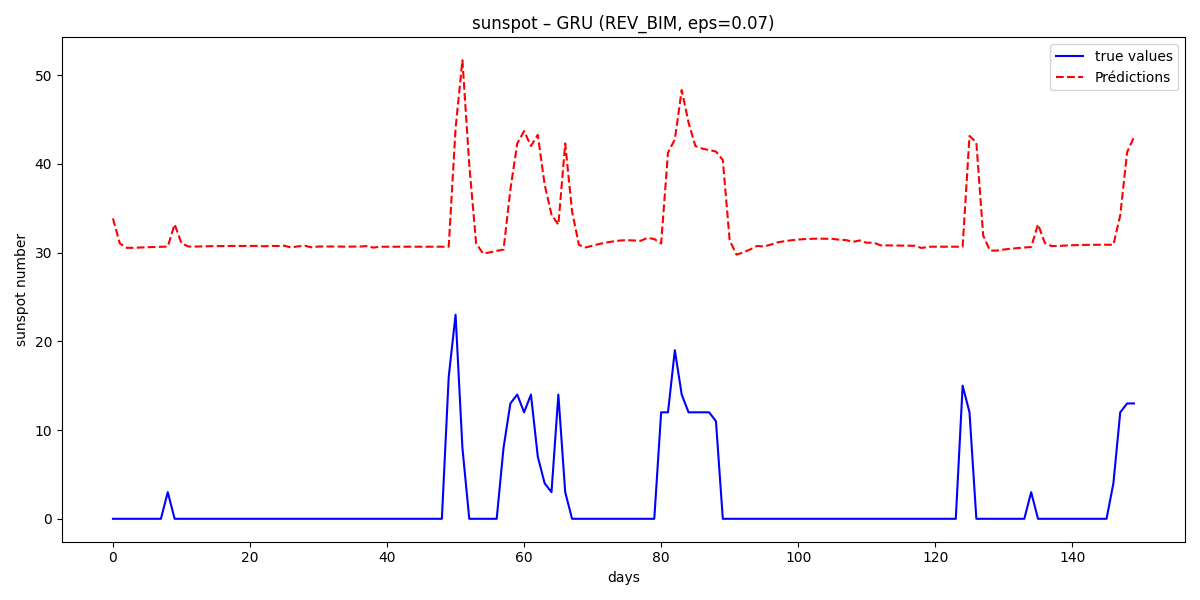 sunspot – GRU (REV_BIM, eps=0.07)
true values
Prédictions
sunspot number
50
40
30
20
10
0
0 20 40 60 80 100 120 140
days